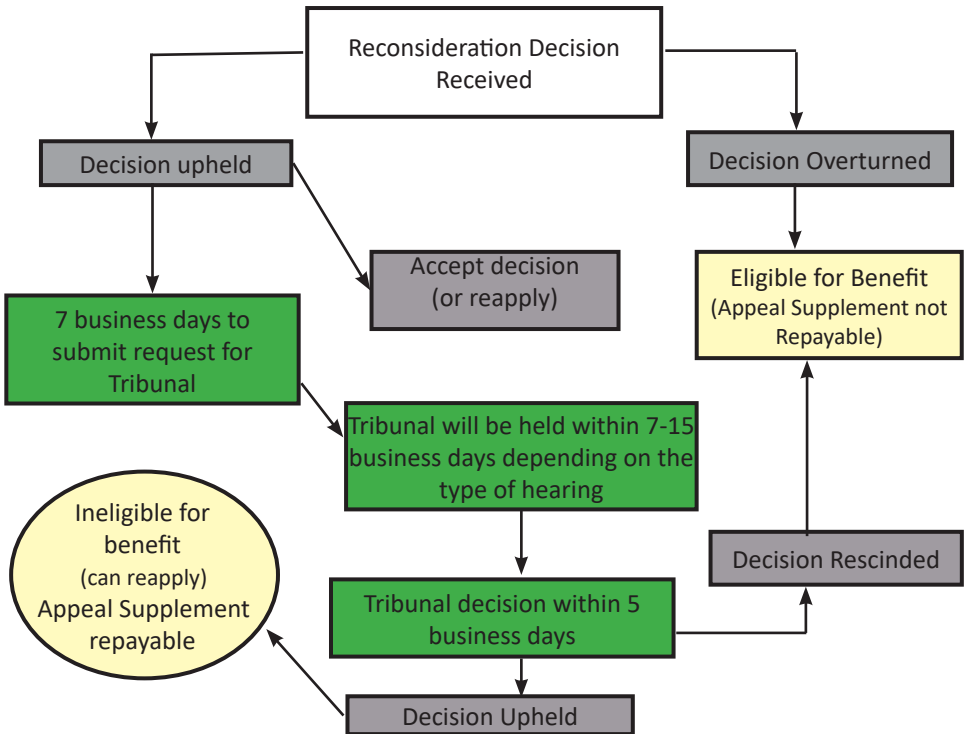 Reconsideration Decision
Received
Decision upheld
Decision Overturned
Accept decision
(or reapply)
Eligible for Benefit
(Appeal Supplement not
Repayable)
7 business days to
submit request for
Tribunal
Tribunal will be held within 7-15
business days depending on the
type of hearing
Ineligible for
benefit
(can reapply)
Appeal Supplement
repayable
Decision Rescinded
Tribunal decision within 5
business days
Decision Upheld